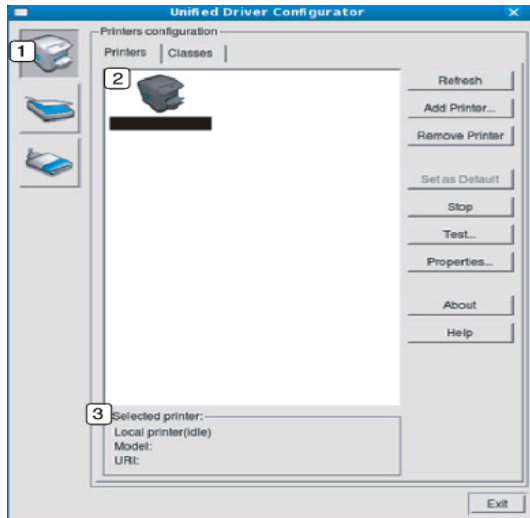 Unified Driver Configurator
Printers configuration
Printers Classes
1
2
Refresh
Add Printer...
Remove Printer
Set as Default
Stop
Test...
Properties...
About
Help
3
Selected printer:
Local printer(idle)
Model:
URI:
Exit